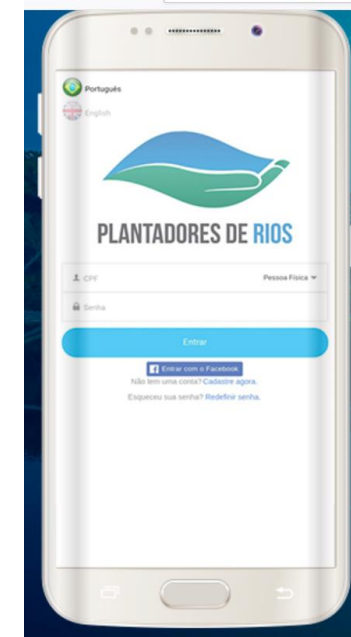 Português
English
PLANTADORES DE RIOS
CPF Pessoa Física
Senha
Entrar
f Entrar com o Facebook
Não tem uma conta? Cadastre agora.
Esqueceu sua senha? Redefinir senha.